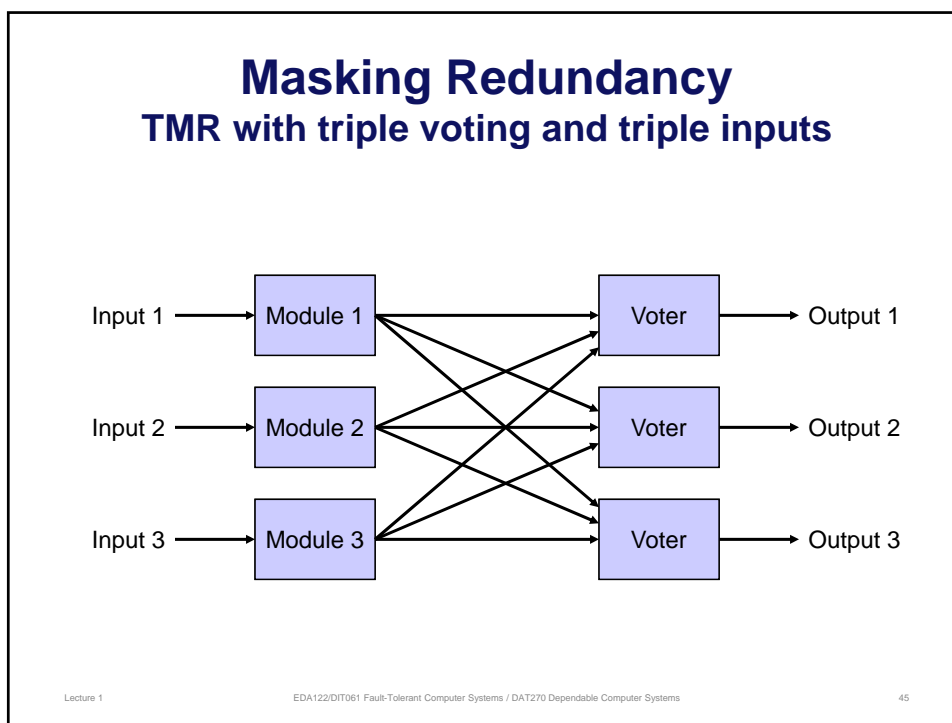 Masking Redundancy
TMR with triple voting and triple inputs
Input 1 Module 1 Voter Output 1
Input 2 Module 2 Voter Output 2
Input 3 Module 3 Voter Output 3
Lecture 1 EDA122/DIT061 Fault-Tolerant Computer Systems / DAT270 Dependable Computer Systems 45